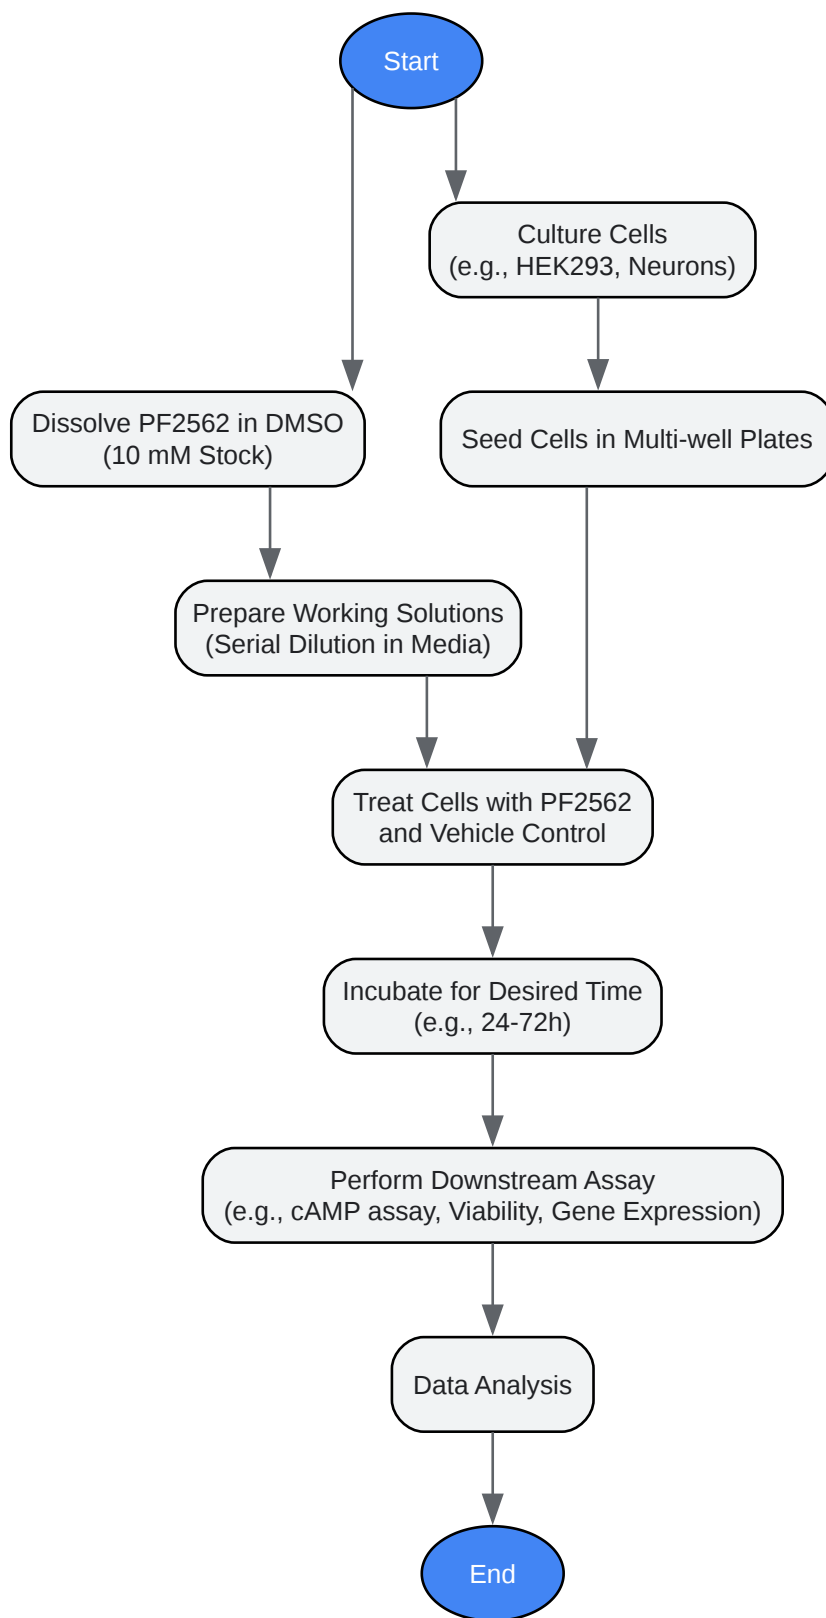 Start
Culture Cells
(e.g., HEK293, Neurons)
Dissolve PF2562 in DMSO
(10 mM Stock)
Seed Cells in Multi-well Plates
Prepare Working Solutions
(Serial Dilution in Media)
Treat Cells with PF2562
and Vehicle Control
Incubate for Desired Time
(e.g., 24-72h)
Perform Downstream Assay
(e.g., cAMP assay, Viability, Gene Expression)
Data Analysis
End